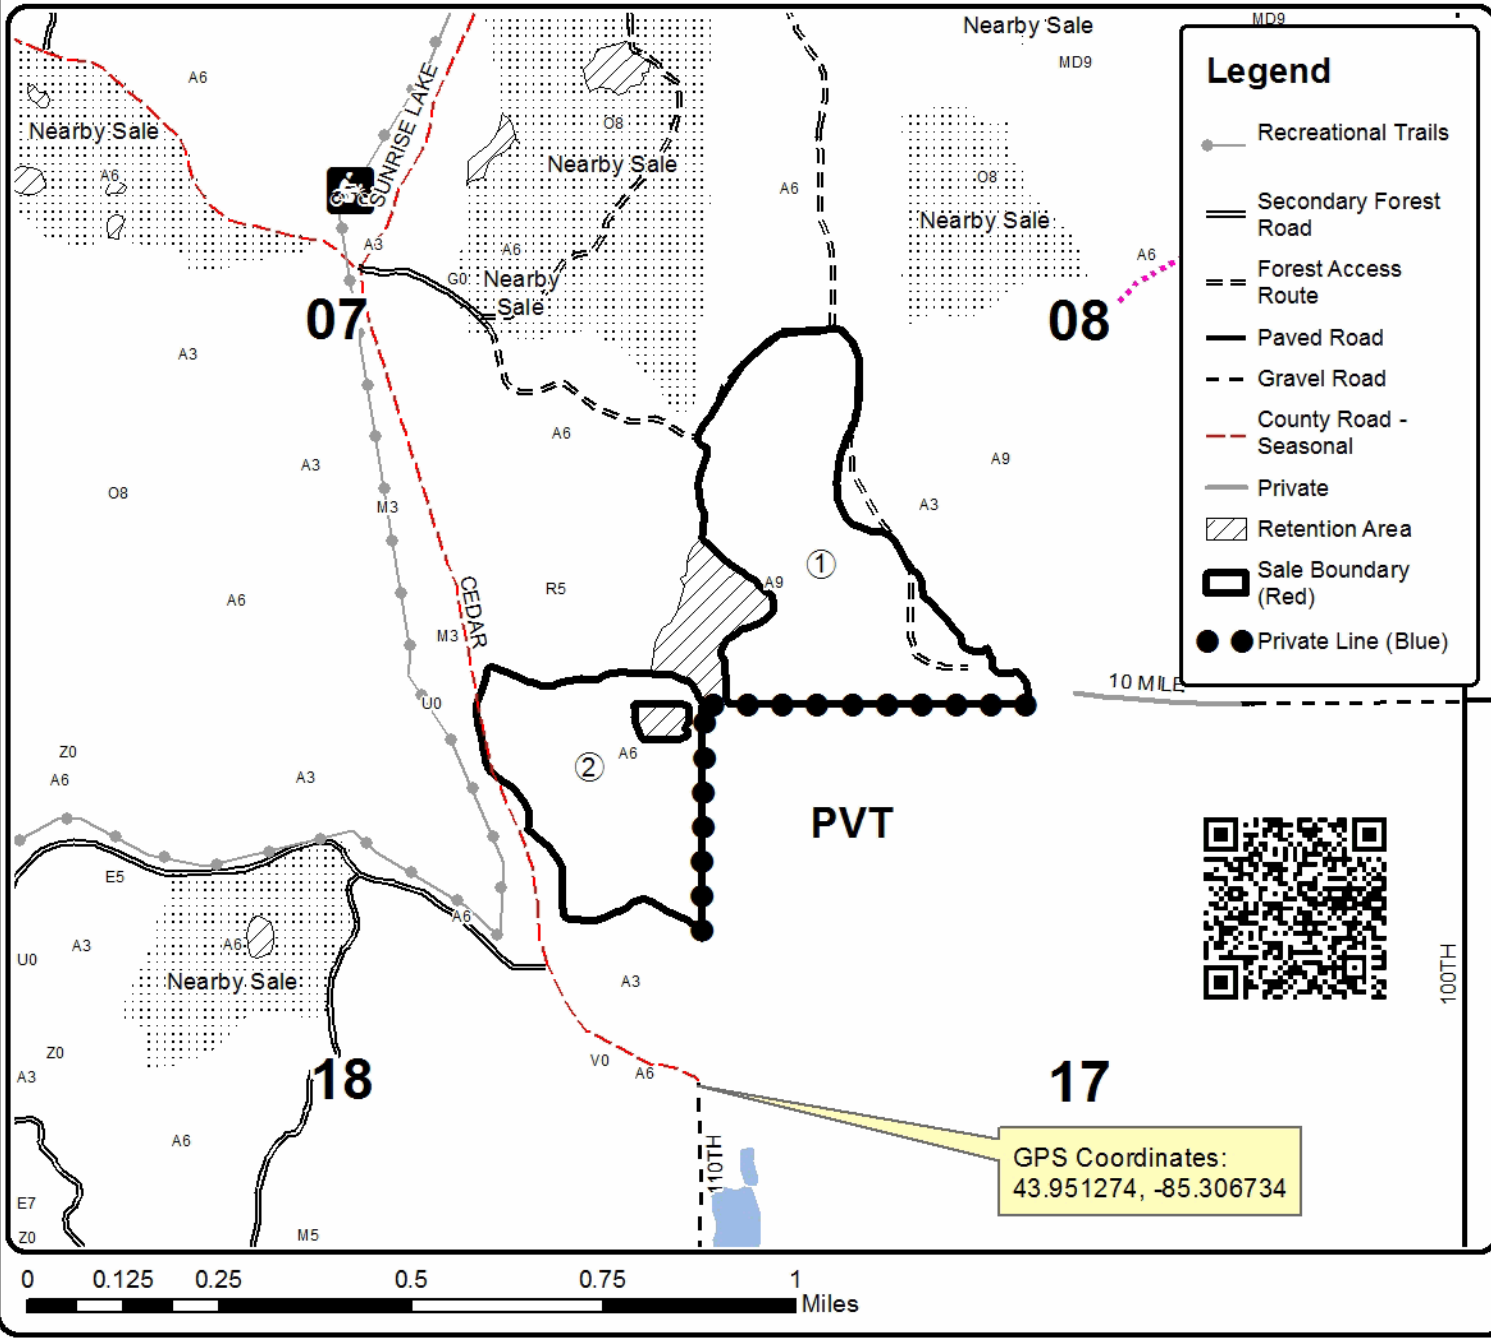 Nearby Sale
MD9
MD9
A6
SUNRISE LAKE
Nearby Sale
A6
O8
Nearby Sale
A6
A6
O8
Nearby Sale
A6
A3
G0
Nearby
Sale
07
08
A3
A6
A3
O8
M3
A9
A3
A6
R5
CEDAR
M3
A9
1
U0
10 MILE
A6
2
Z0
A6
A3
PVT
E5
A6
A3
A6
U0
Nearby Sale
A3
100TH
Z0
A3
18
V0
A6
17
A6
110TH
E7
Z0
M5
GPS Coordinates:
43.951274, -85.306734
Legend
Recreational Trails
Secondary Forest
Road
Forest Access
Route
Paved Road
Gravel Road
County Road -
Seasonal
Private
Retention Area
Sale Boundary
(Red)
Private Line (Blue)
0 0.125 0.25 0.5 0.75 1
Miles